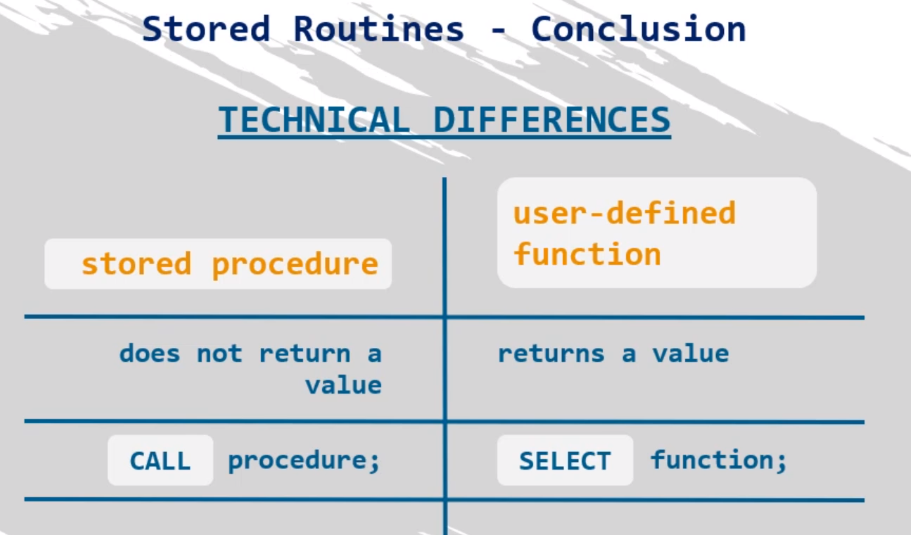 Stored Routines - Conclusion
TECHNICAL DIFFERENCES
stored procedure
user-defined
function
does not return a
value
returns a value
CALL procedure;
SELECT function;